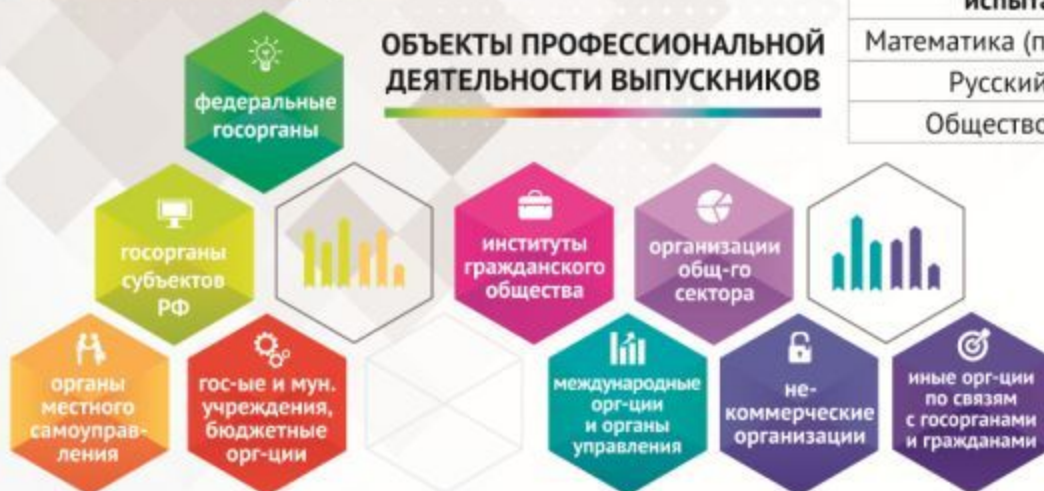 ОБЪЕКТЫ ПРОФЕССИОНАЛЬНОЙ
ДЕЯТЕЛЬНОСТИ ВЫПУСКНИКОВ
испыта
Математика (п
Русский
Общество
федеральные
госорганы
госорганы
субъектов
РФ
институты
гражданского
общества
организации
общ-го
сектора
органы
местного
самоуправ-
ления
гос-ые и мун.
учреждения,
бюджетные
орг-ции
международные
орг-ции
и органы
управления
не-
коммерческие
организации
иные орг-ции
по связям
с госорганами
и гражданами